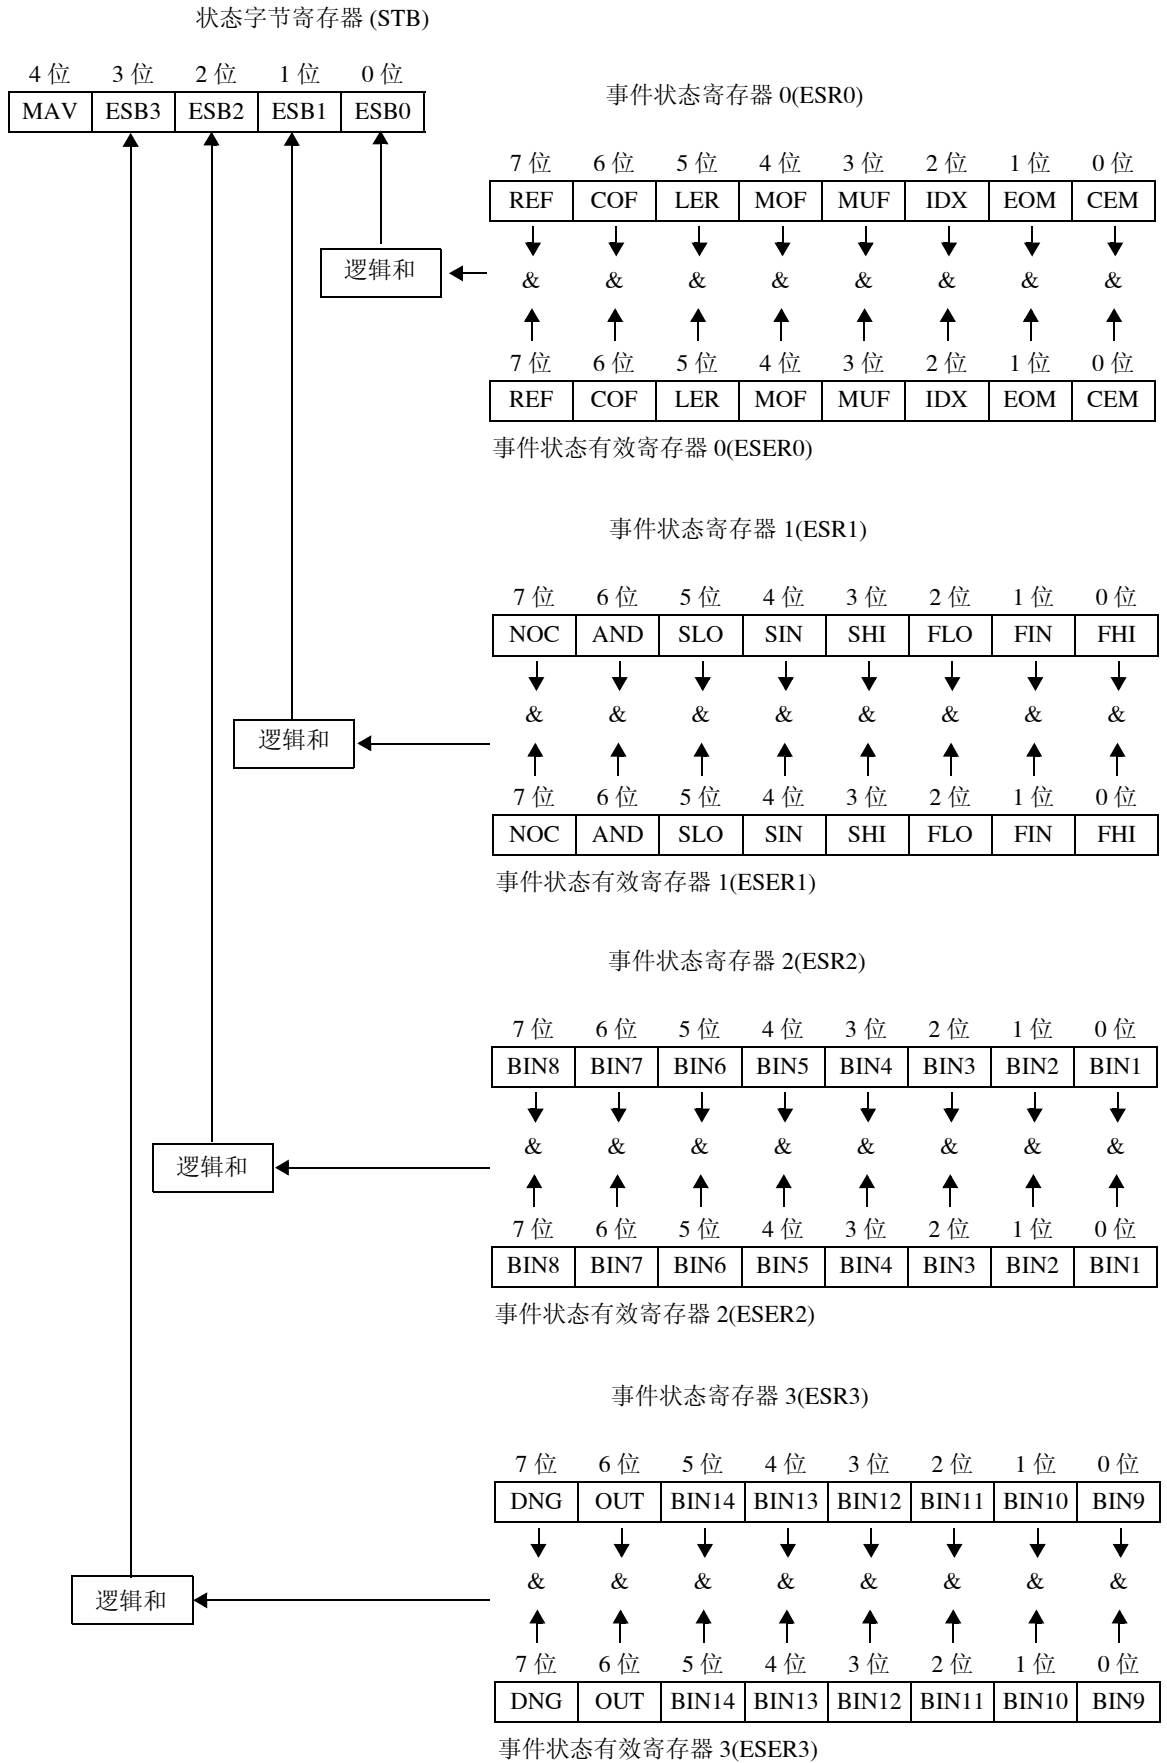 状态字节寄存器 (STB)
4 位 3 位 2 位 1 位 0 位
MAV ESB3 ESB2 ESB1 ESB0
事件状态寄存器 0(ESR0)
7 位 6 位 5 位 4 位 3 位 2 位 1 位 0 位
REF COF LER MOF MUF IDX EOM CEM
逻辑和
& & & & & & & &
7 位 6 位 5 位 4 位 3 位 2 位 1 位 0 位
REF COF LER MOF MUF IDX EOM CEM
事件状态有效寄存器 0(ESER0)
事件状态寄存器 1(ESR1)
7 位 6 位 5 位 4 位 3 位 2 位 1 位 0 位
NOC AND SLO SIN SHI FLO FIN FHI
& & & & & & & &
逻辑和
7 位 6 位 5 位 4 位 3 位 2 位 1 位 0 位
NOC AND SLO SIN SHI FLO FIN FHI
事件状态有效寄存器 1(ESER1)
事件状态寄存器 2(ESR2)
7 位 6 位 5 位 4 位 3 位 2 位 1 位 0 位
BIN8 BIN7 BIN6 BIN5 BIN4 BIN3 BIN2 BIN1
& & & & & & & &
逻辑和
7 位 6 位 5 位 4 位 3 位 2 位 1 位 0 位
BIN8 BIN7 BIN6 BIN5 BIN4 BIN3 BIN2 BIN1
事件状态有效寄存器 2(ESER2)
事件状态寄存器 3(ESR3)
7 位 6 位 5 位 4 位 3 位 2 位 1 位 0 位
DNG OUT BIN14 BIN13 BIN12 BIN11 BIN10 BIN9
& & & & & & & &
逻辑和
7 位 6 位 5 位 4 位 3 位 2 位 1 位 0 位
DNG OUT BIN14 BIN13 BIN12 BIN11 BIN10 BIN9
事件状态有效寄存器 3(ESER3)